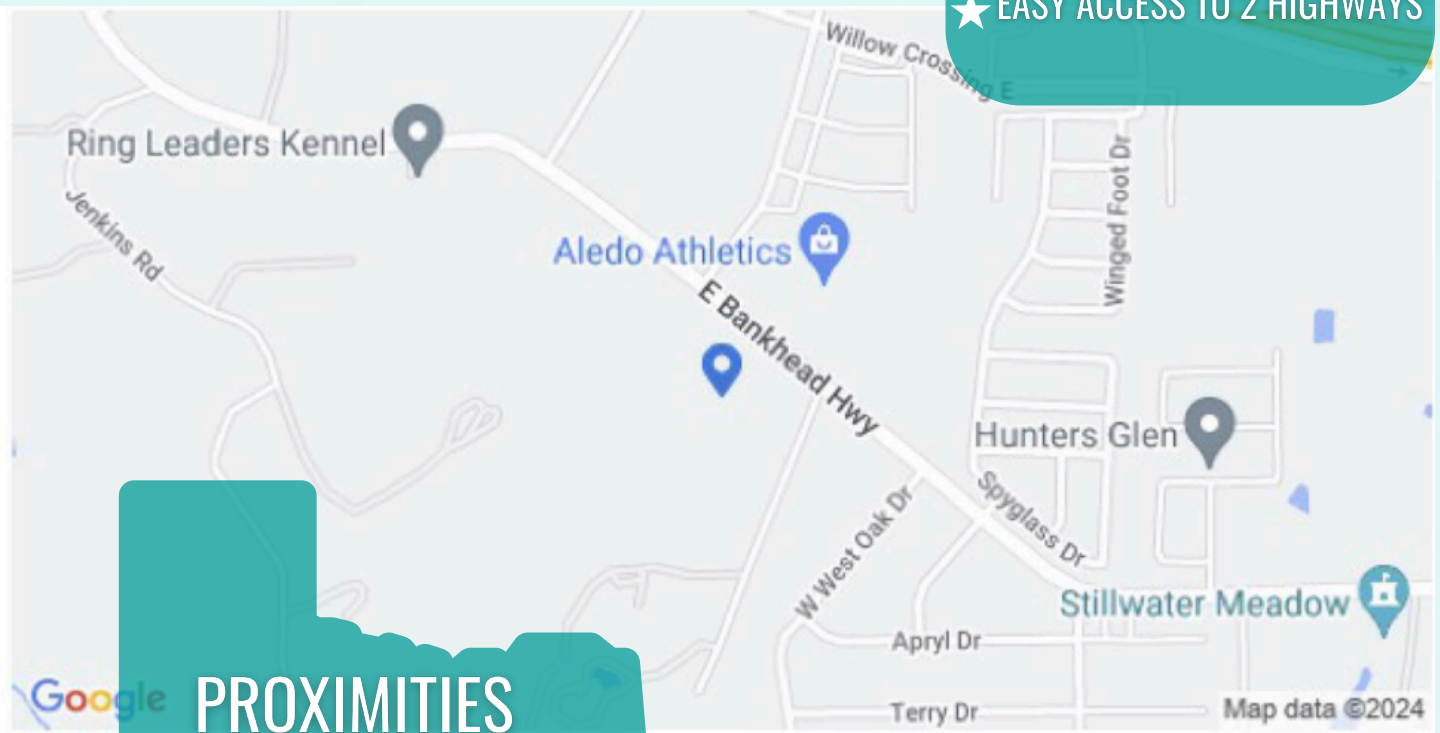 ★ EASY ACCESS TO 2 HIGHWAYS
Willow Crossing E
Ring Leaders Kennel
Winged Foot Dr
Jenkins Rd
Aledo Athletics
E Bankhead Hwy
Hunters Glen
Spyglass Dr
W West Oak Dr
Stillwater Meadow
Apryl Dr
Google
PROXIMITIES
Terry Dr
Map data ©2024